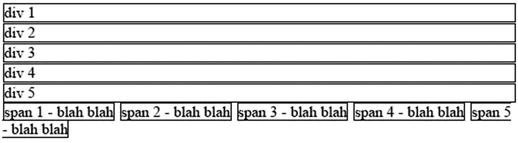 div 1
div 2
div 3
div 4
div 5
span 1 - blah blah span 2 - blah blah span 3 - blah blah span 4 - blah blah span 5
- blah blah